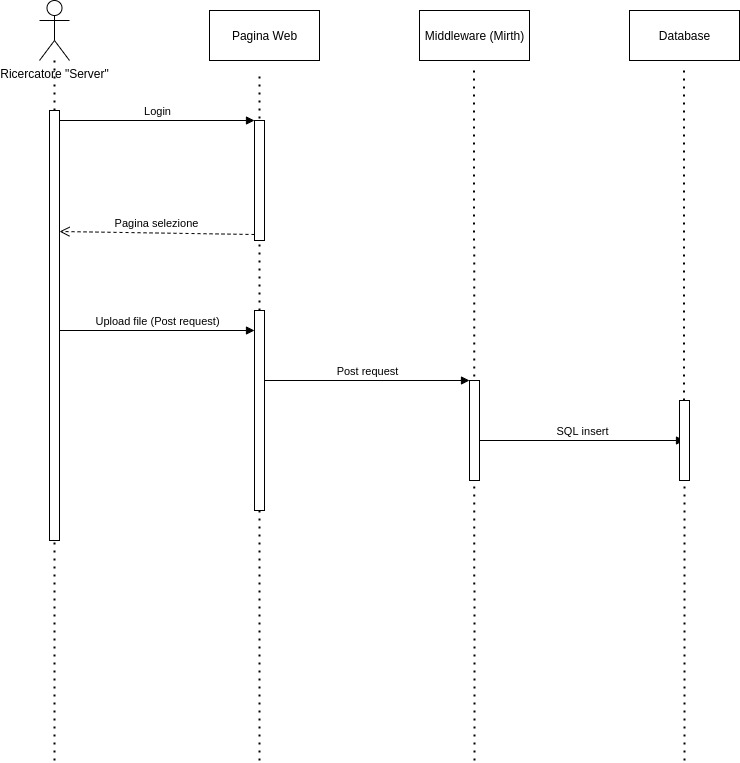 Pagina Web
Middleware (Mirth)
Database
Ricercatore "Server"
Login
Pagina selezione
Upload file (Post request)
Post request
SQL insert